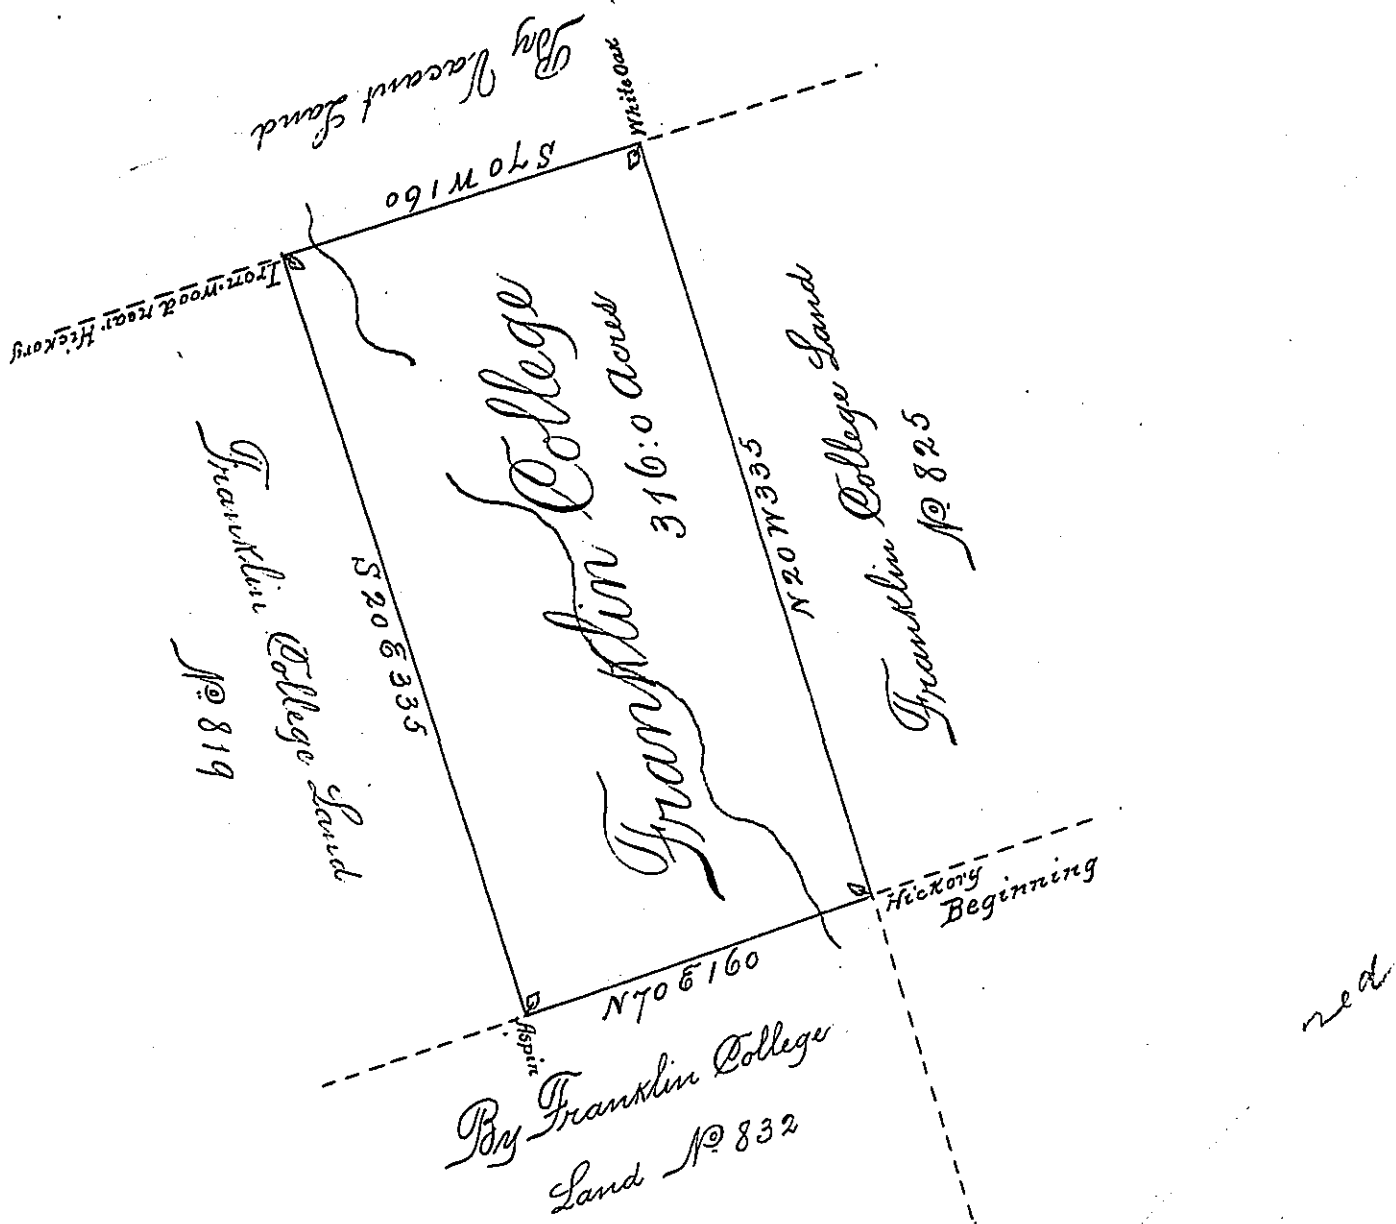 By Vacant Land
White Oak
S 70 W 160
Iron-wood near Hickory
Franklin College
316:0 Acres
N 20 W 335
Franklin College Land
No 825
S 20 E 335
Franklin College Land
No 819
Hickory
Beginning
N 70 E 160
Aspin
By Franklin College
Land No 832
ned